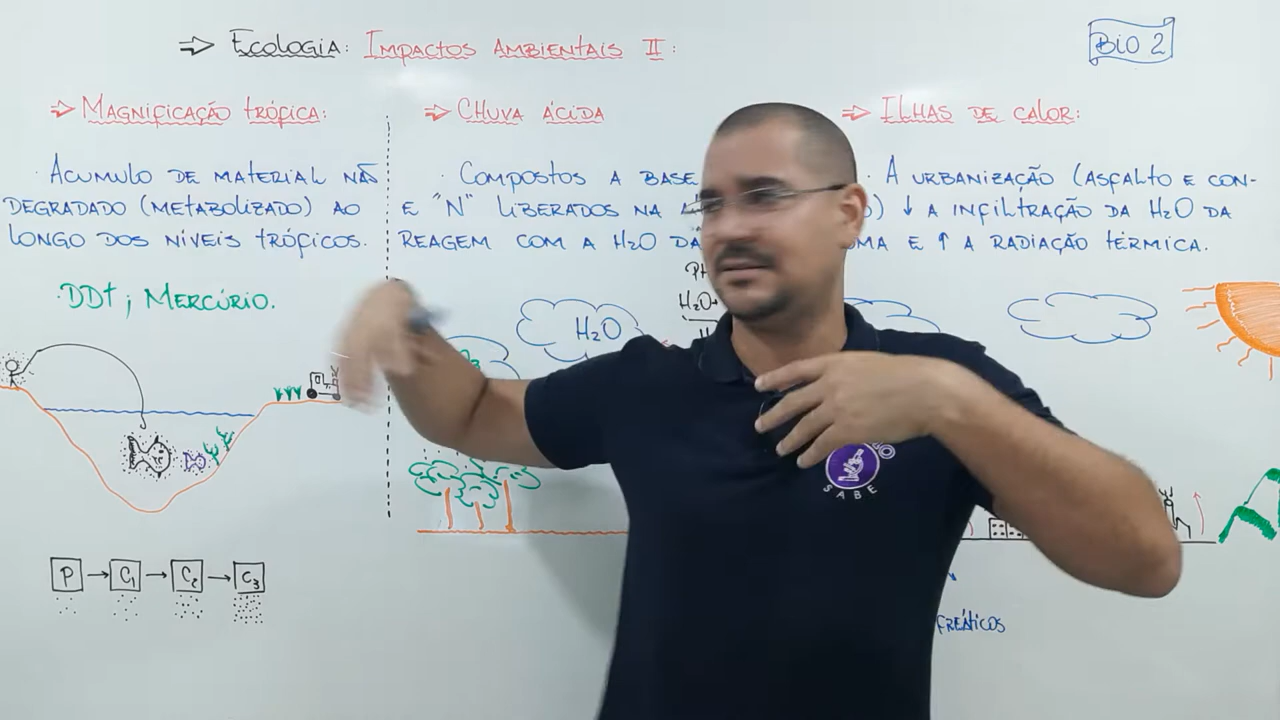 ⇒ Ecologia: Impactos Ambientais II:
BIO 2
⇒ Magnificação trófica:
· Acumulo de material não
degradado (metabolizado) ao
longo dos níveis tróficos.
· DDT ; Mercúrio.
P → C1 → C2 → C3
⇒ Chuva ácida
· Compostos a base
e "N" liberados na
reagem com a H2O da
H2O
H2O
⇒ Ilhas de calor:
· A urbanização (asfalto e con-
) ↓ a infiltração da H2O da
e ↑ a radiação térmica.
freáticos
SABE